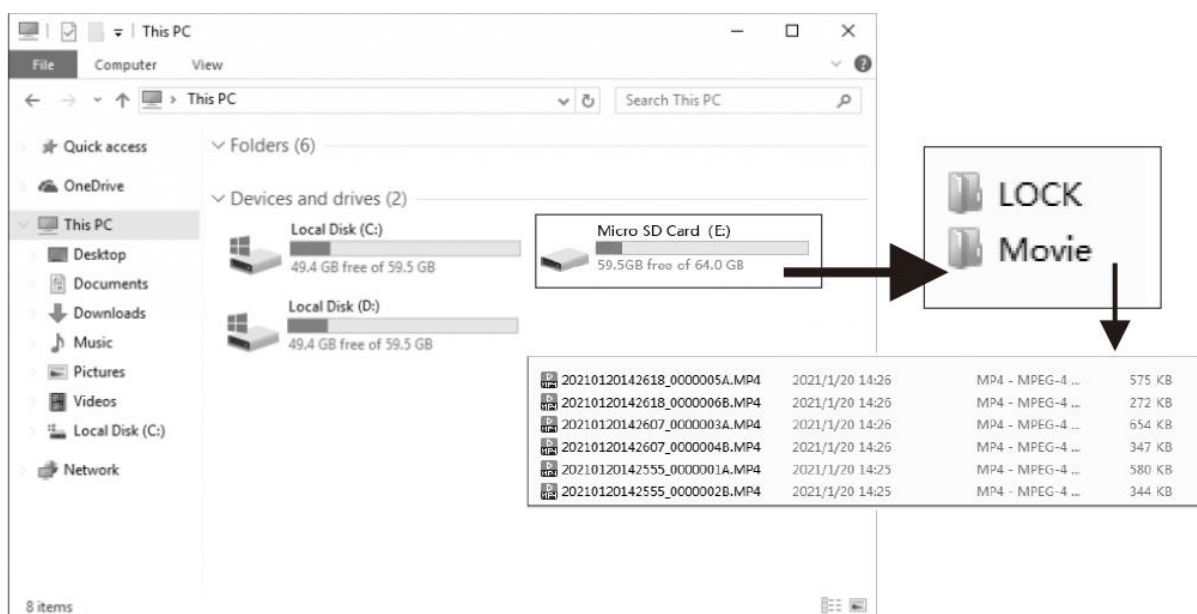 This PC
File Computer View
This PC
Search This PC
Quick access
OneDrive
This PC
Desktop
Documents
Downloads
Music
Pictures
Videos
Local Disk (C:)
Network
Folders (6)
Devices and drives (2)
Local Disk (C:)
49.4 GB free of 59.5 GB
Micro SD Card (E:)
59.5GB free of 64.0 GB
Local Disk (D:)
49.4 GB free of 59.5 GB
LOCK
Movie
20210120142618_0000005A.MP4 2021/1/20 14:26 MP4 - MPEG-4 ... 575 KB
20210120142618_0000006B.MP4 2021/1/20 14:26 MP4 - MPEG-4 ... 272 KB
20210120142607_0000003A.MP4 2021/1/20 14:26 MP4 - MPEG-4 ... 654 KB
20210120142607_0000004B.MP4 2021/1/20 14:26 MP4 - MPEG-4 ... 347 KB
20210120142555_0000001A.MP4 2021/1/20 14:25 MP4 - MPEG-4 ... 580 KB
20210120142555_0000002B.MP4 2021/1/20 14:25 MP4 - MPEG-4 ... 344 KB
8 items